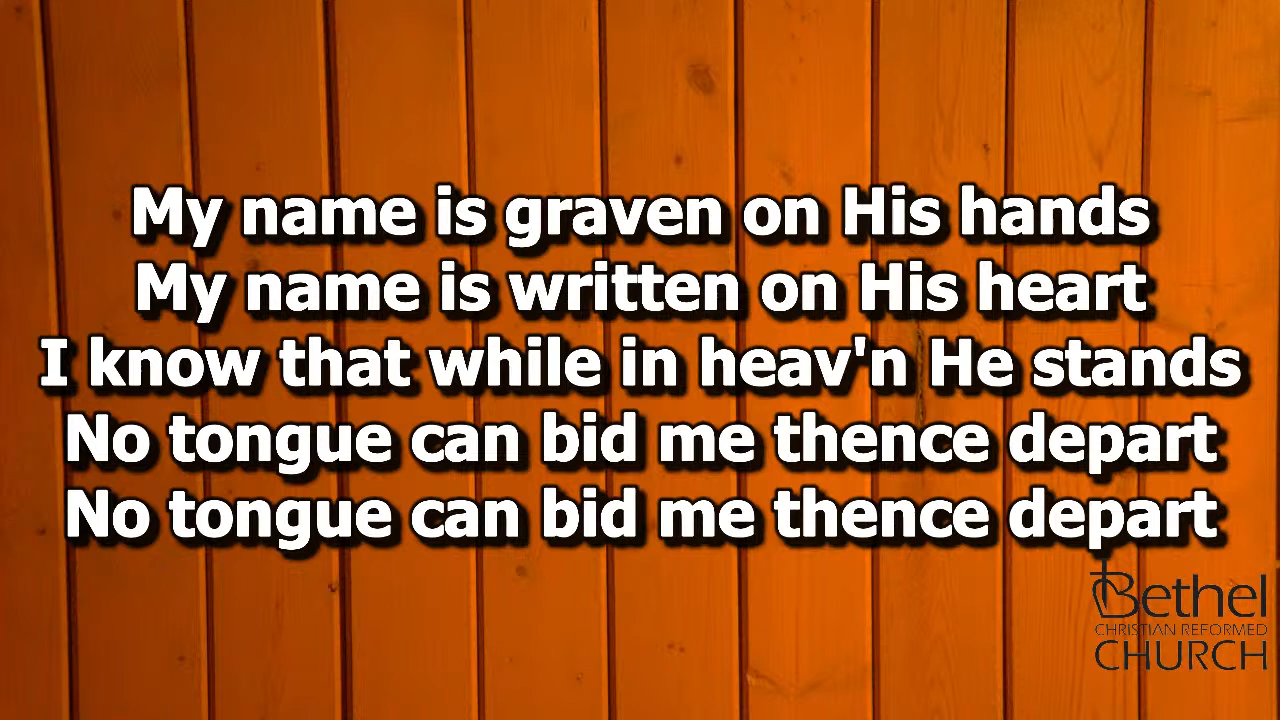 My name is graven on His hands
My name is written on His heart
I know that while in heav'n He stands
No tongue can bid me thence depart
No tongue can bid me thence depart
Bethel
CHRISTIAN REFORMED
CHURCH